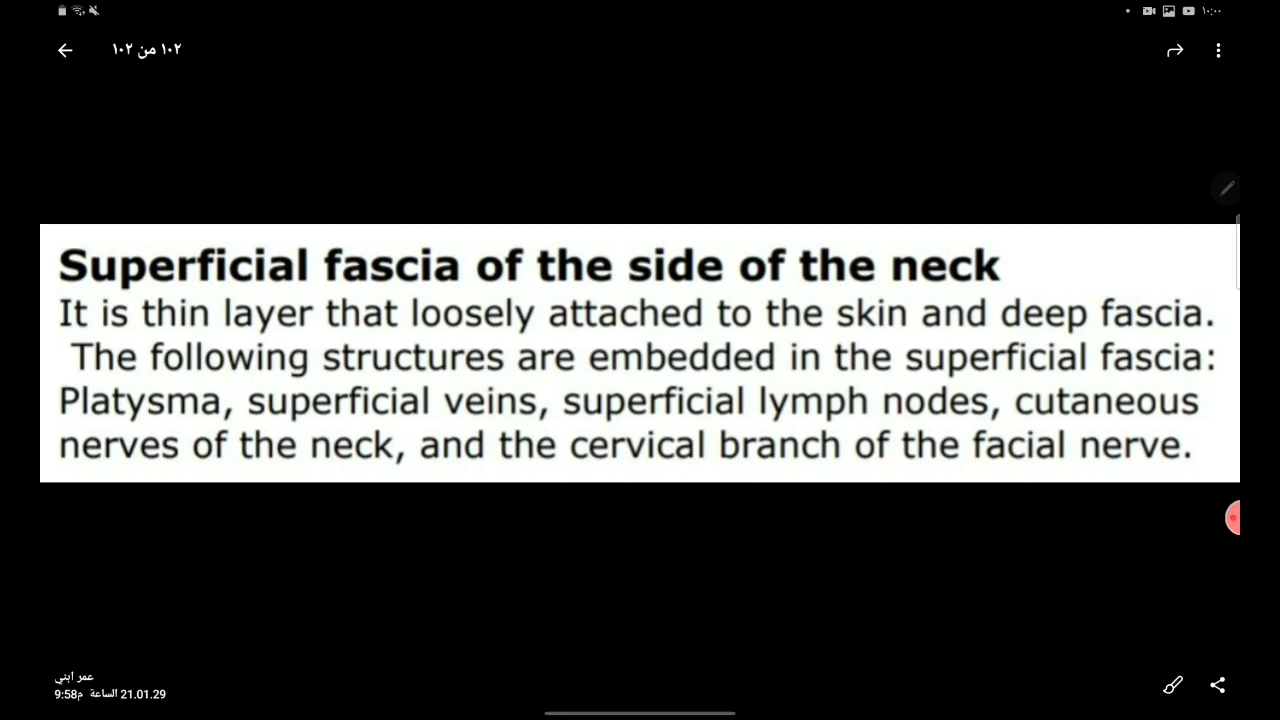 ١٠:٠٠
١٠٢ من ١٠٢
Superficial fascia of the side of the neck
It is thin layer that loosely attached to the skin and deep fascia.
The following structures are embedded in the superficial fascia:
Platysma, superficial veins, superficial lymph nodes, cutaneous
nerves of the neck, and the cervical branch of the facial nerve.
عمر ابني
21.01.29 الساعة 9:58م